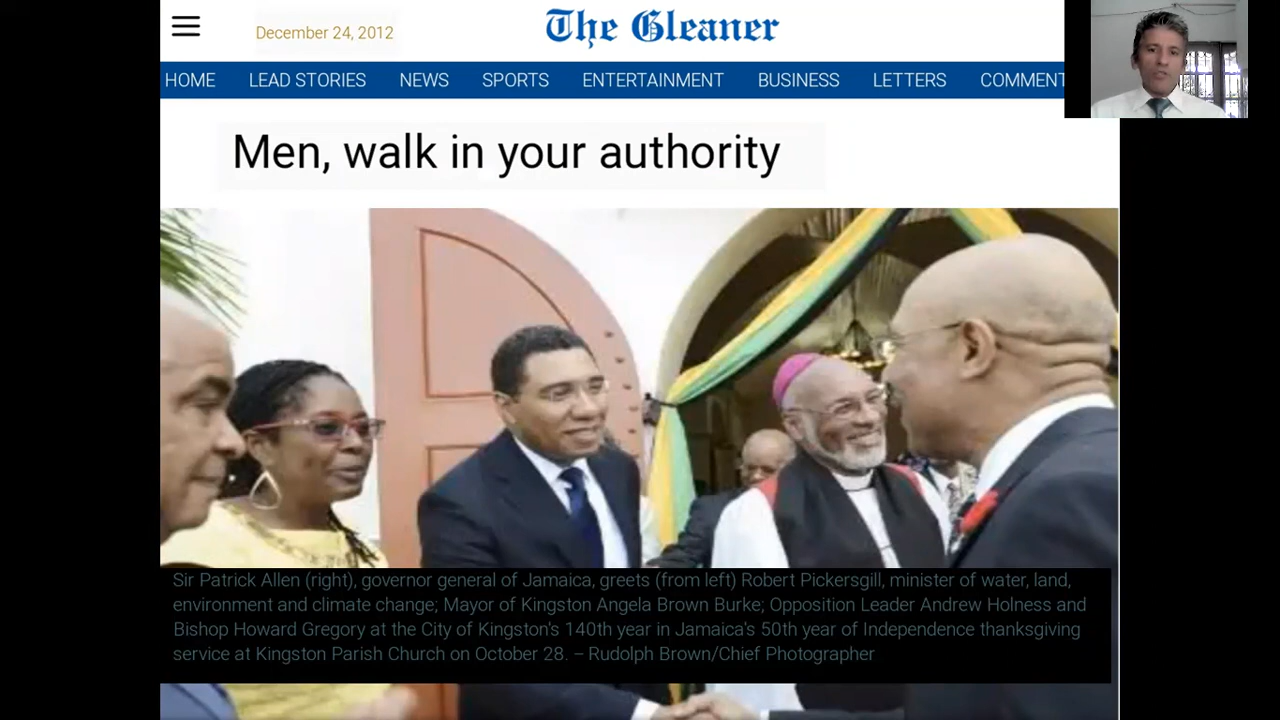 December 24, 2012
The Gleaner
HOME LEAD STORIES NEWS SPORTS ENTERTAINMENT BUSINESS LETTERS COMMENT
Men, walk in your authority
Sir Patrick Allen (right), governor general of Jamaica, greets (from left) Robert Pickersgill, minister of water, land,
environment and climate change; Mayor of Kingston Angela Brown Burke; Opposition Leader Andrew Holness and
Bishop Howard Gregory at the City of Kingston's 140th year in Jamaica's 50th year of Independence thanksgiving
service at Kingston Parish Church on October 28. – Rudolph Brown/Chief Photographer